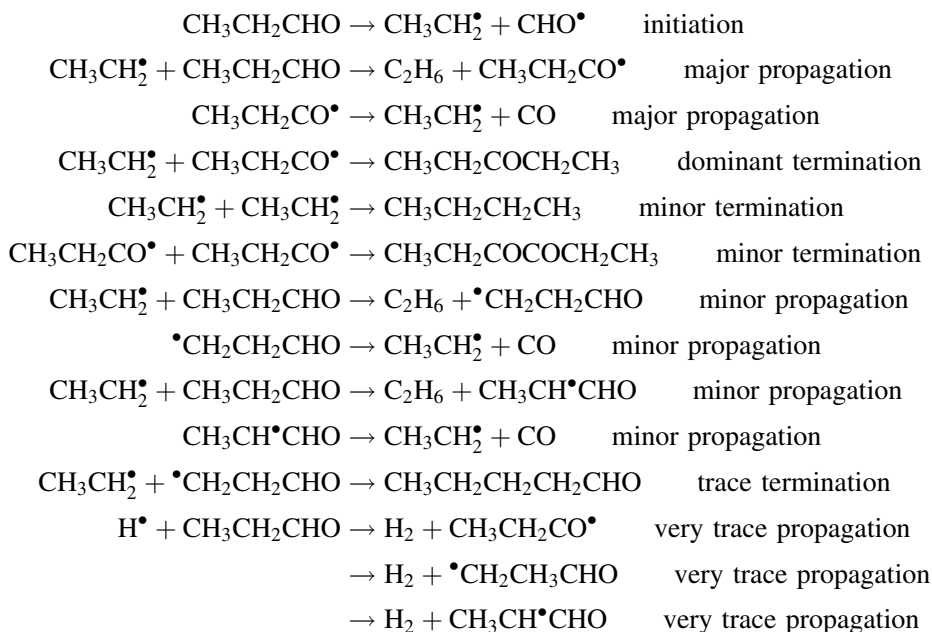 CH₃CH₂CHO → CH₃CH₂• + CHO• initiation
CH₃CH₂• + CH₃CH₂CHO → C₂H₆ + CH₃CH₂CO• major propagation
CH₃CH₂CO• → CH₃CH₂• + CO major propagation
CH₃CH₂• + CH₃CH₂CO• → CH₃CH₂COCH₂CH₃ dominant termination
CH₃CH₂• + CH₃CH₂• → CH₃CH₂CH₂CH₃ minor termination
CH₃CH₂CO• + CH₃CH₂CO• → CH₃CH₂COCOCH₂CH₃ minor termination
CH₃CH₂• + CH₃CH₂CHO → C₂H₆ + •CH₂CH₂CHO minor propagation
•CH₂CH₂CHO → CH₃CH₂• + CO minor propagation
CH₃CH₂• + CH₃CH₂CHO → C₂H₆ + CH₃CH•CHO minor propagation
CH₃CH•CHO → CH₃CH₂• + CO minor propagation
CH₃CH₂• + •CH₂CH₂CHO → CH₃CH₂CH₂CH₂CHO trace termination
H• + CH₃CH₂CHO → H₂ + CH₃CH₂CO• very trace propagation
→ H₂ + •CH₂CH₃CHO very trace propagation
→ H₂ + CH₃CH•CHO very trace propagation